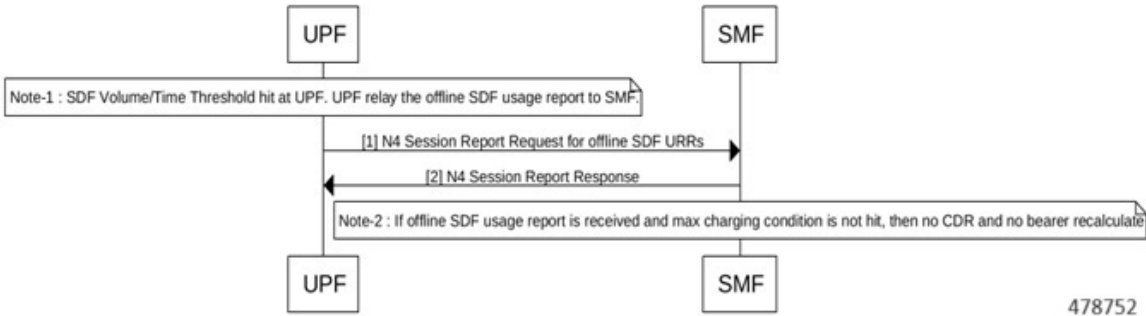 UPF SMF
Note-1 : SDF Volume/Time Threshold hit at UPF. UPF relay the offline SDF usage report to SMF.
[1] N4 Session Report Request for offline SDF URRs
[2] N4 Session Report Response
Note-2 : If offline SDF usage report is received and max charging condition is not hit, then no CDR and no bearer recalculate
UPF SMF
478752